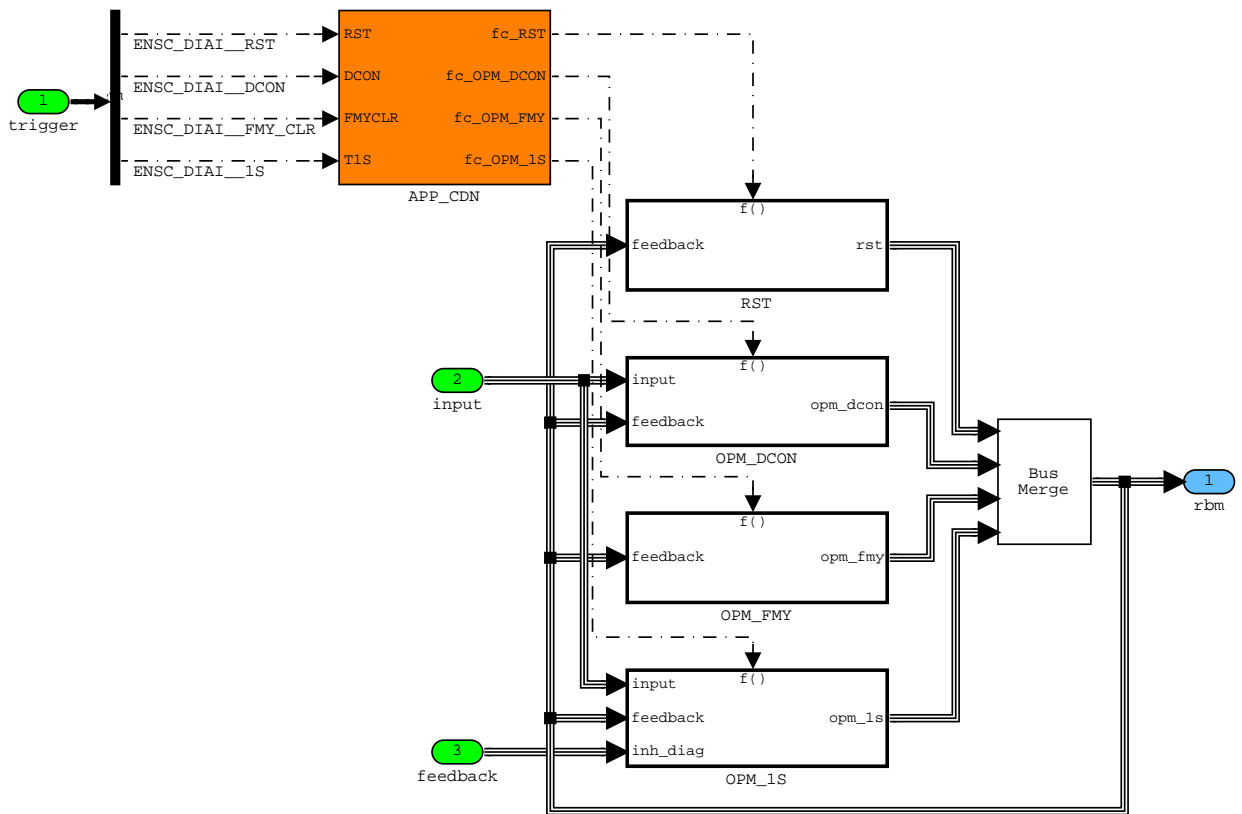 RST
fc_RST
ENSC_DIAI__RST
DCON
fc_OPM_DCON
ENSC_DIAI__DCON
1
trigger
FMYCLR
fc_OPM_FMY
ENSC_DIAI__FMY_CLR
T1S
fc_OPM_1S
ENSC_DIAI__1S
APP_CDN
f()
feedback
rst
RST
f()
2
input
input
opm_dcon
feedback
OPM_DCON
Bus
Merge
1
rbm
f()
feedback
opm_fmy
OPM_FMY
f()
input
feedback
opm_1s
3
feedback
inh_diag
OPM_1S